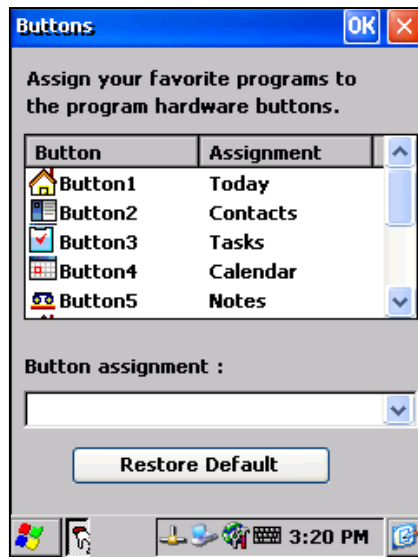 Buttons OK
Assign your favorite programs to
the program hardware buttons.
Button Assignment
Button1 Today
Button2 Contacts
Button3 Tasks
Button4 Calendar
Button5 Notes
Button assignment :
Restore Default
3:20 PM